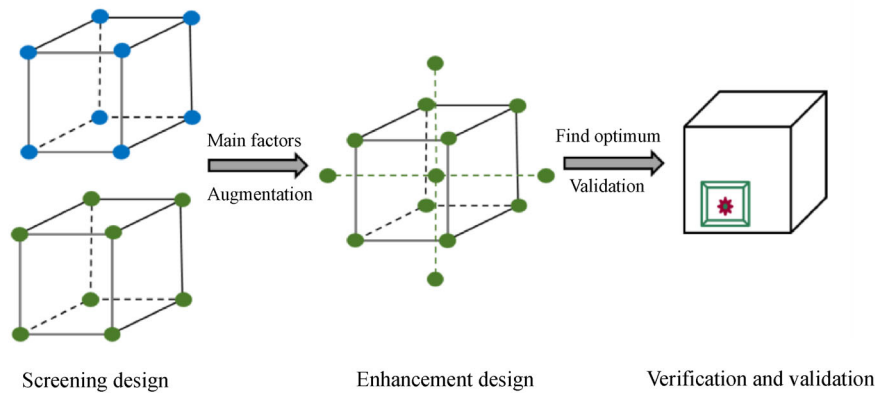 Main factors
Augmentation
Find optimum
Validation
Screening design
Enhancement design
Verification and validation